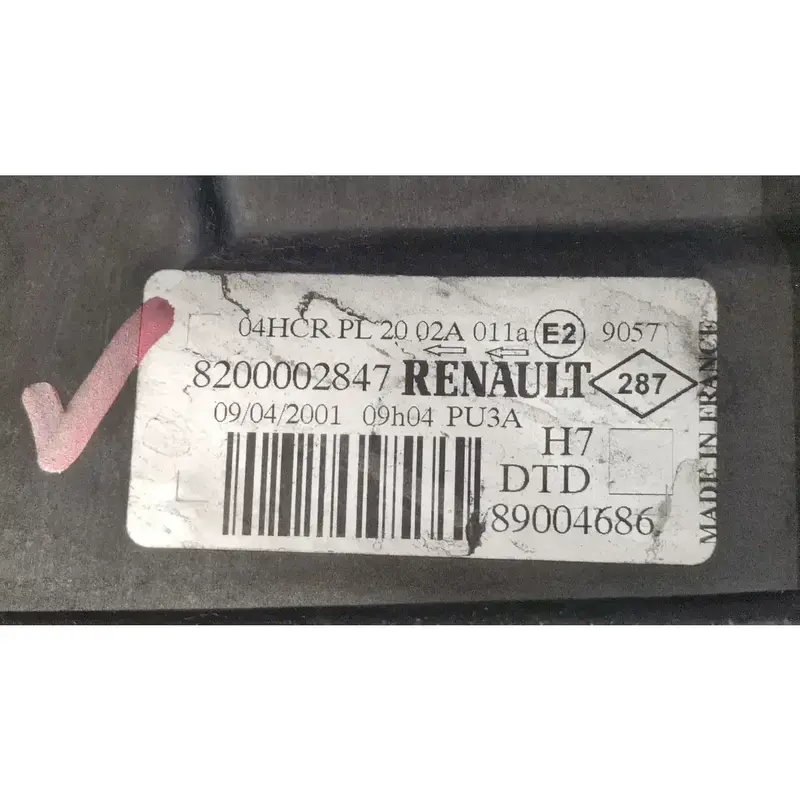 04HCR PL 20 02A 011a E2 9057
8200002847 RENAULT 287
09/04/2001 09h04 PU3A
H7
DTD
89004686
MADE IN FRANCE